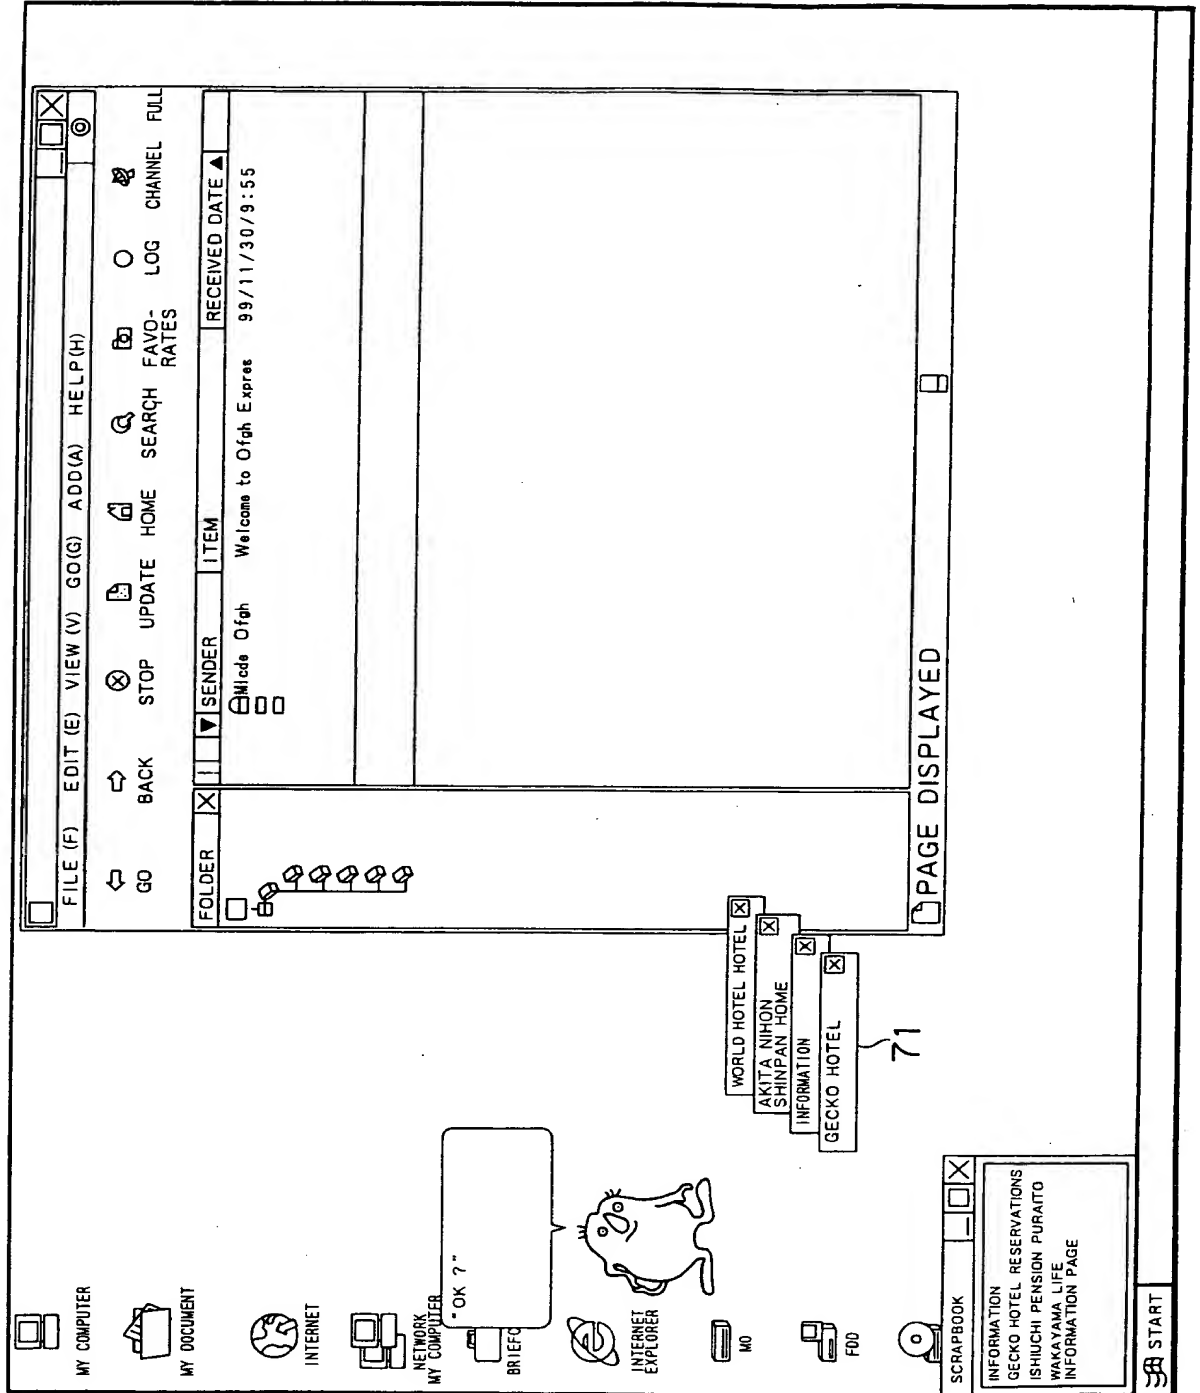 FILE (F) EDIT (E) VIEW (V) GO(G) ADD(A) HELP(H)
GO BACK STOP UPDATE HOME SEARCH FAVO-RATES LOG CHANNEL FULL
FOLDER SENDER ITEM RECEIVED DATE
Micde Ofgh Welcome to Ofgh Expres 99/11/30/9:55
PAGE DISPLAYED
MY COMPUTER
MY DOCUMENT
INTERNET
NETWORK
MY COMPUTER
BRIEFC
INTERNET
EXPLORER
MO
FDD
"OK ?"
WORLD HOTEL HOTEL
AKITA NIHON
SHINPAN HOME
INFORMATION
GECKO HOTEL
71
SCRAPBOOK
INFORMATION
GECKO HOTEL RESERVATIONS
ISHIUCHI PENSION PURAITO
WAKAYAMA LIFE
INFORMATION PAGE
START